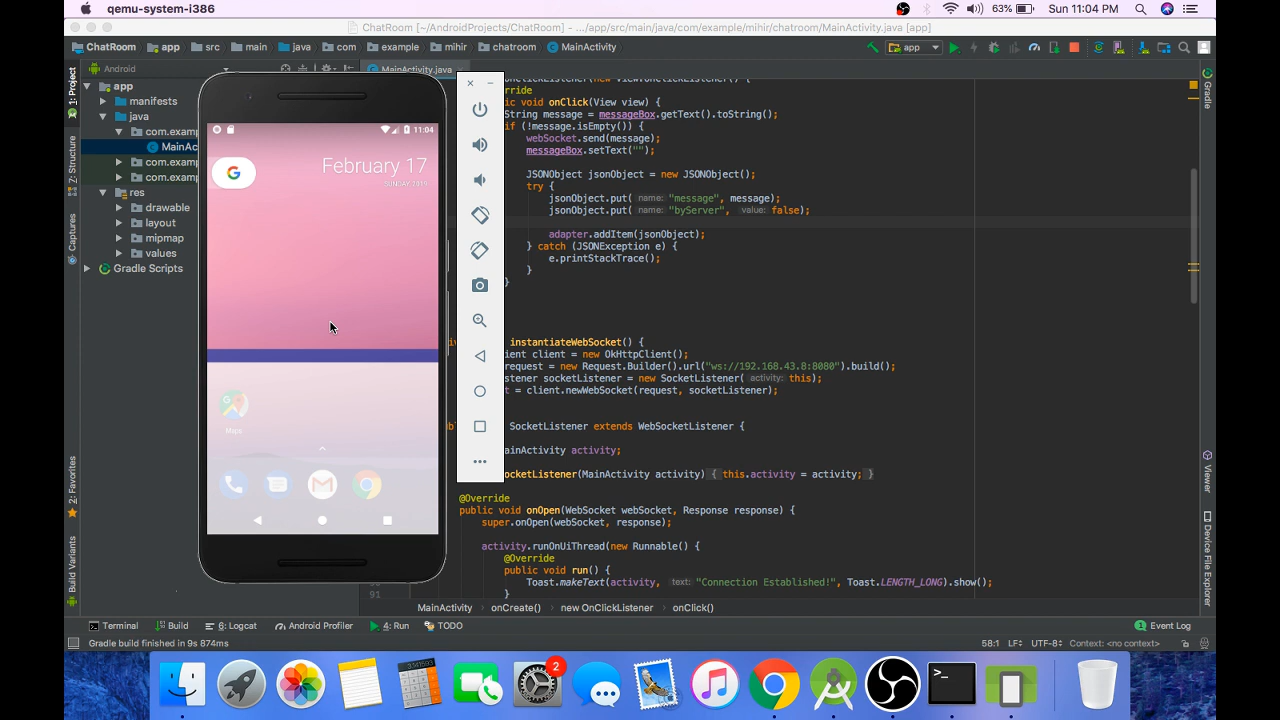 qemu-system-i386
63%
Sun 11:04 PM
ChatRoom [~/AndroidProjects/ChatRoom] - .../app/src/main/java/com/example/mihir/chatroom/MainActivity.java [app]
ChatRoom
app
src
main
java
com
example
mihir
chatroom
MainActivity
app
Android
MainActivity.java
1: Project
7: Structure
Captures
2: Favorites
Build Variants
app
manifests
java
com.examp
MainAc
com.examp
com.examp
res
drawable
layout
mipmap
values
Gradle Scripts
11:04
February 17
SUNDAY, 2019
G
Maps
erride
ic void onClick(View view) {
String message = messageBox.getText().toString();
if (!message.isEmpty()) {
webSocket.send(message);
messageBox.setText("");
JSONObject jsonObject = new JSONObject();
try {
jsonObject.put( name: "message", message);
jsonObject.put( name: "byServer", value: false);
adapter.addItem(jsonObject);
} catch (JSONException e) {
e.printStackTrace();
}
}
instantiateWebSocket() {
ient client = new OkHttpClient();
request = new Request.Builder().url("ws://192.168.43.8:8080").build();
stener socketListener = new SocketListener( activity: this);
t = client.newWebSocket(request, socketListener);
SocketListener extends WebSocketListener {
ainActivity activity;
ocketListener(MainActivity activity) { this.activity = activity; }
@Override
public void onOpen(WebSocket webSocket, Response response) {
super.onOpen(webSocket, response);
activity.runOnUiThread(new Runnable() {
@Override
public void run() {
Toast.makeText(activity, text: "Connection Established!", Toast.LENGTH_LONG).show();
}
91
MainActivity
onCreate()
new OnClickListener
onClick()
Gradle
Viewer
Device File Explorer
Terminal
Build
6: Logcat
Android Profiler
4: Run
TODO
1 Event Log
Gradle build finished in 9s 874ms
58:1
LF
UTF-8
Context: <no context>
2
>_